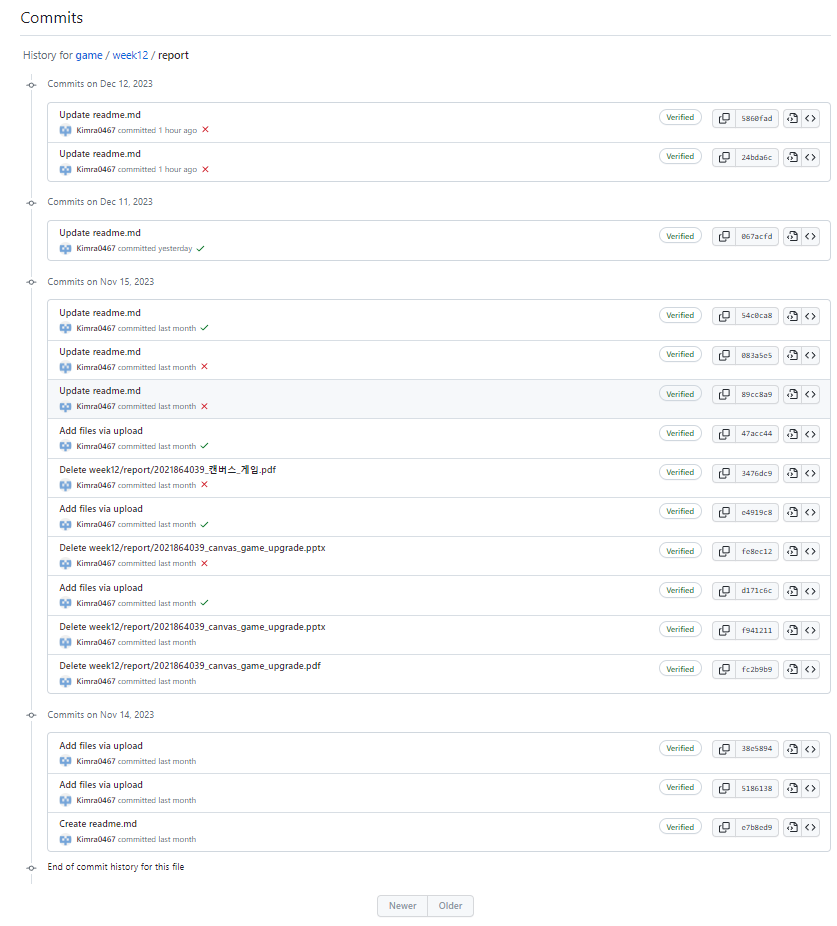 Commits
History for game / week12 / report
Commits on Dec 12, 2023
Update readme.md
Verified
5860fad
Kimra0467 committed 1 hour ago
Update readme.md
Verified
24bda6c
Kimra0467 committed 1 hour ago
Commits on Dec 11, 2023
Update readme.md
Verified
067acfd
Kimra0467 committed yesterday
Commits on Nov 15, 2023
Update readme.md
Verified
54c0ca8
Kimra0467 committed last month
Update readme.md
Verified
083a5e5
Kimra0467 committed last month
Update readme.md
Verified
89cc8a9
Kimra0467 committed last month
Add files via upload
Verified
47acc44
Kimra0467 committed last month
Delete week12/report/2021864039_캔버스_게임.pdf
Verified
3476dc9
Kimra0467 committed last month
Add files via upload
Verified
e4919c8
Kimra0467 committed last month
Delete week12/report/2021864039_canvas_game_upgrade.pptx
Verified
fe8ec12
Kimra0467 committed last month
Add files via upload
Verified
d171c6c
Kimra0467 committed last month
Delete week12/report/2021864039_canvas_game_upgrade.pptx
Verified
f941211
Kimra0467 committed last month
Delete week12/report/2021864039_canvas_game_upgrade.pdf
Verified
fc2b9b9
Kimra0467 committed last month
Commits on Nov 14, 2023
Add files via upload
Verified
38e5894
Kimra0467 committed last month
Add files via upload
Verified
5186138
Kimra0467 committed last month
Create readme.md
Verified
e7b8ed9
Kimra0467 committed last month
End of commit history for this file
Newer
Older